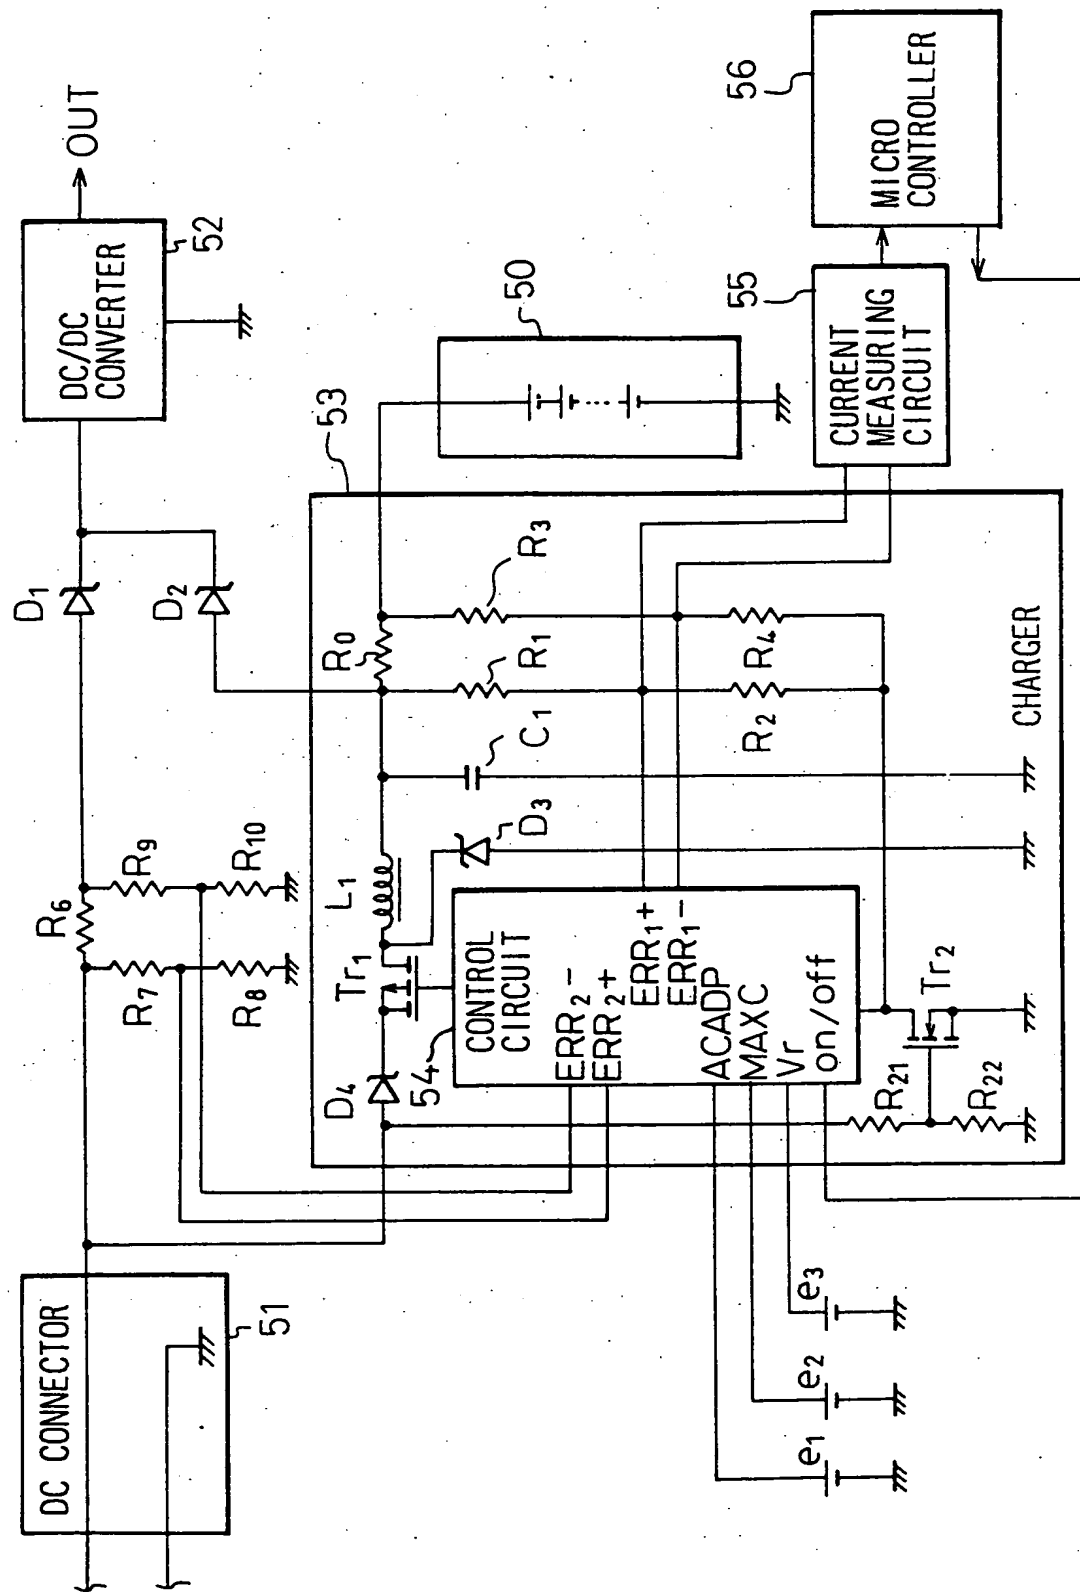 DC CONNECTOR
51
R6
R7
R8
R9
R10
D1
D2
DC/DC
CONVERTER
52
OUT
53
D4
Tr1
L1
D3
C1
R0
R1
R3
R2
R4
50
54
CONTROL
CIRCUIT
ERR2-
ERR2+
ERR1+
ERR1-
ACADP
MAXC
Vr
on/off
R21
R22
Tr2
CHARGER
55
CURRENT
MEASURING
CIRCUIT
56
MICRO
CONTROLLER
e1
e2
e3